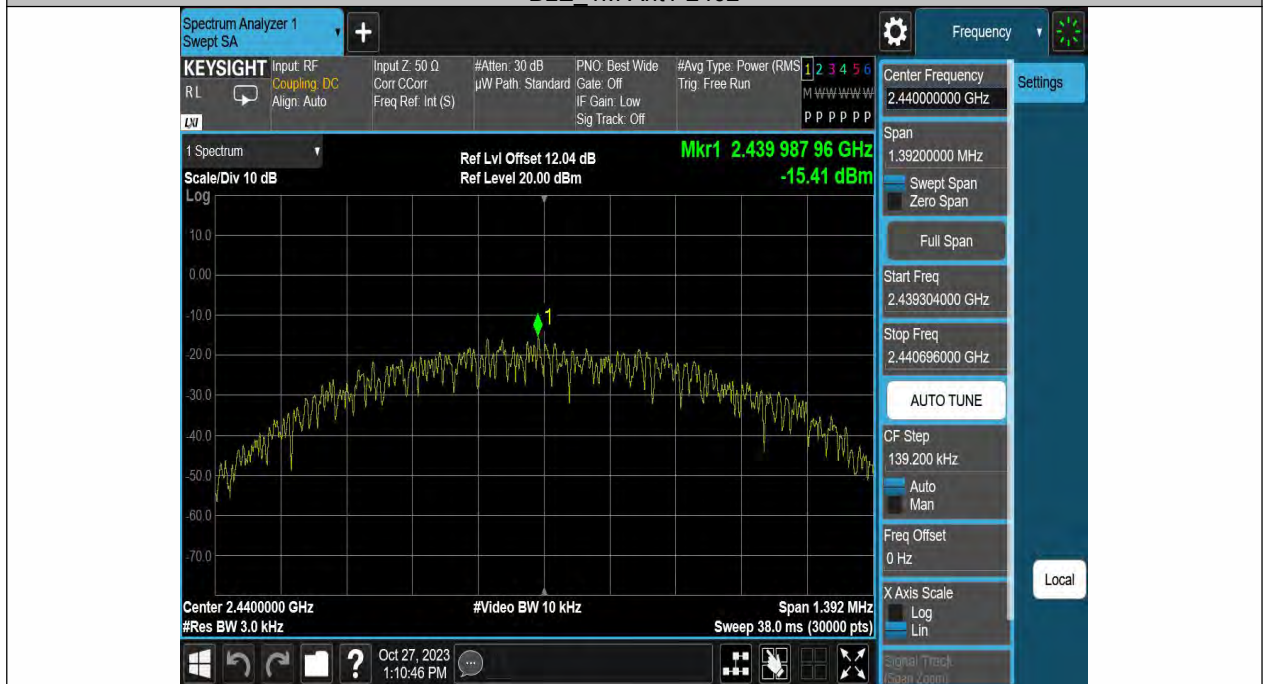 Spectrum Analyzer 1
Swept SA
+
Frequency
KEYSIGHT
RL
LXI
Input: RF
Coupling: DC
Align: Auto
Input Z: 50 Ω
Corr CCorr
Freq Ref: Int (S)
#Atten: 30 dB
µW Path: Standard
PNO: Best Wide
Gate: Off
IF Gain: Low
Sig Track: Off
#Avg Type: Power (RMS
Trig: Free Run
1 2 3 4 5 6
M W W W W W
P P P P P P
Center Frequency
2.440000000 GHz
Settings
1 Spectrum
Scale/Div 10 dB
Ref Lvl Offset 12.04 dB
Ref Level 20.00 dBm
Mkr1 2.439 987 96 GHz
-15.41 dBm
Log
10.0
0.00
-10.0
-20.0
-30.0
-40.0
-50.0
-60.0
-70.0
1
Span
1.39200000 MHz
Swept Span
Zero Span
Full Span
Start Freq
2.439304000 GHz
Stop Freq
2.440696000 GHz
AUTO TUNE
CF Step
139.200 kHz
Auto
Man
Freq Offset
0 Hz
X Axis Scale
Log
Lin
Signal Track
(Span Zoom)
Local
Center 2.4400000 GHz
#Res BW 3.0 kHz
#Video BW 10 kHz
Span 1.392 MHz
Sweep 38.0 ms (30000 pts)
?
Oct 27, 2023
1:10:46 PM